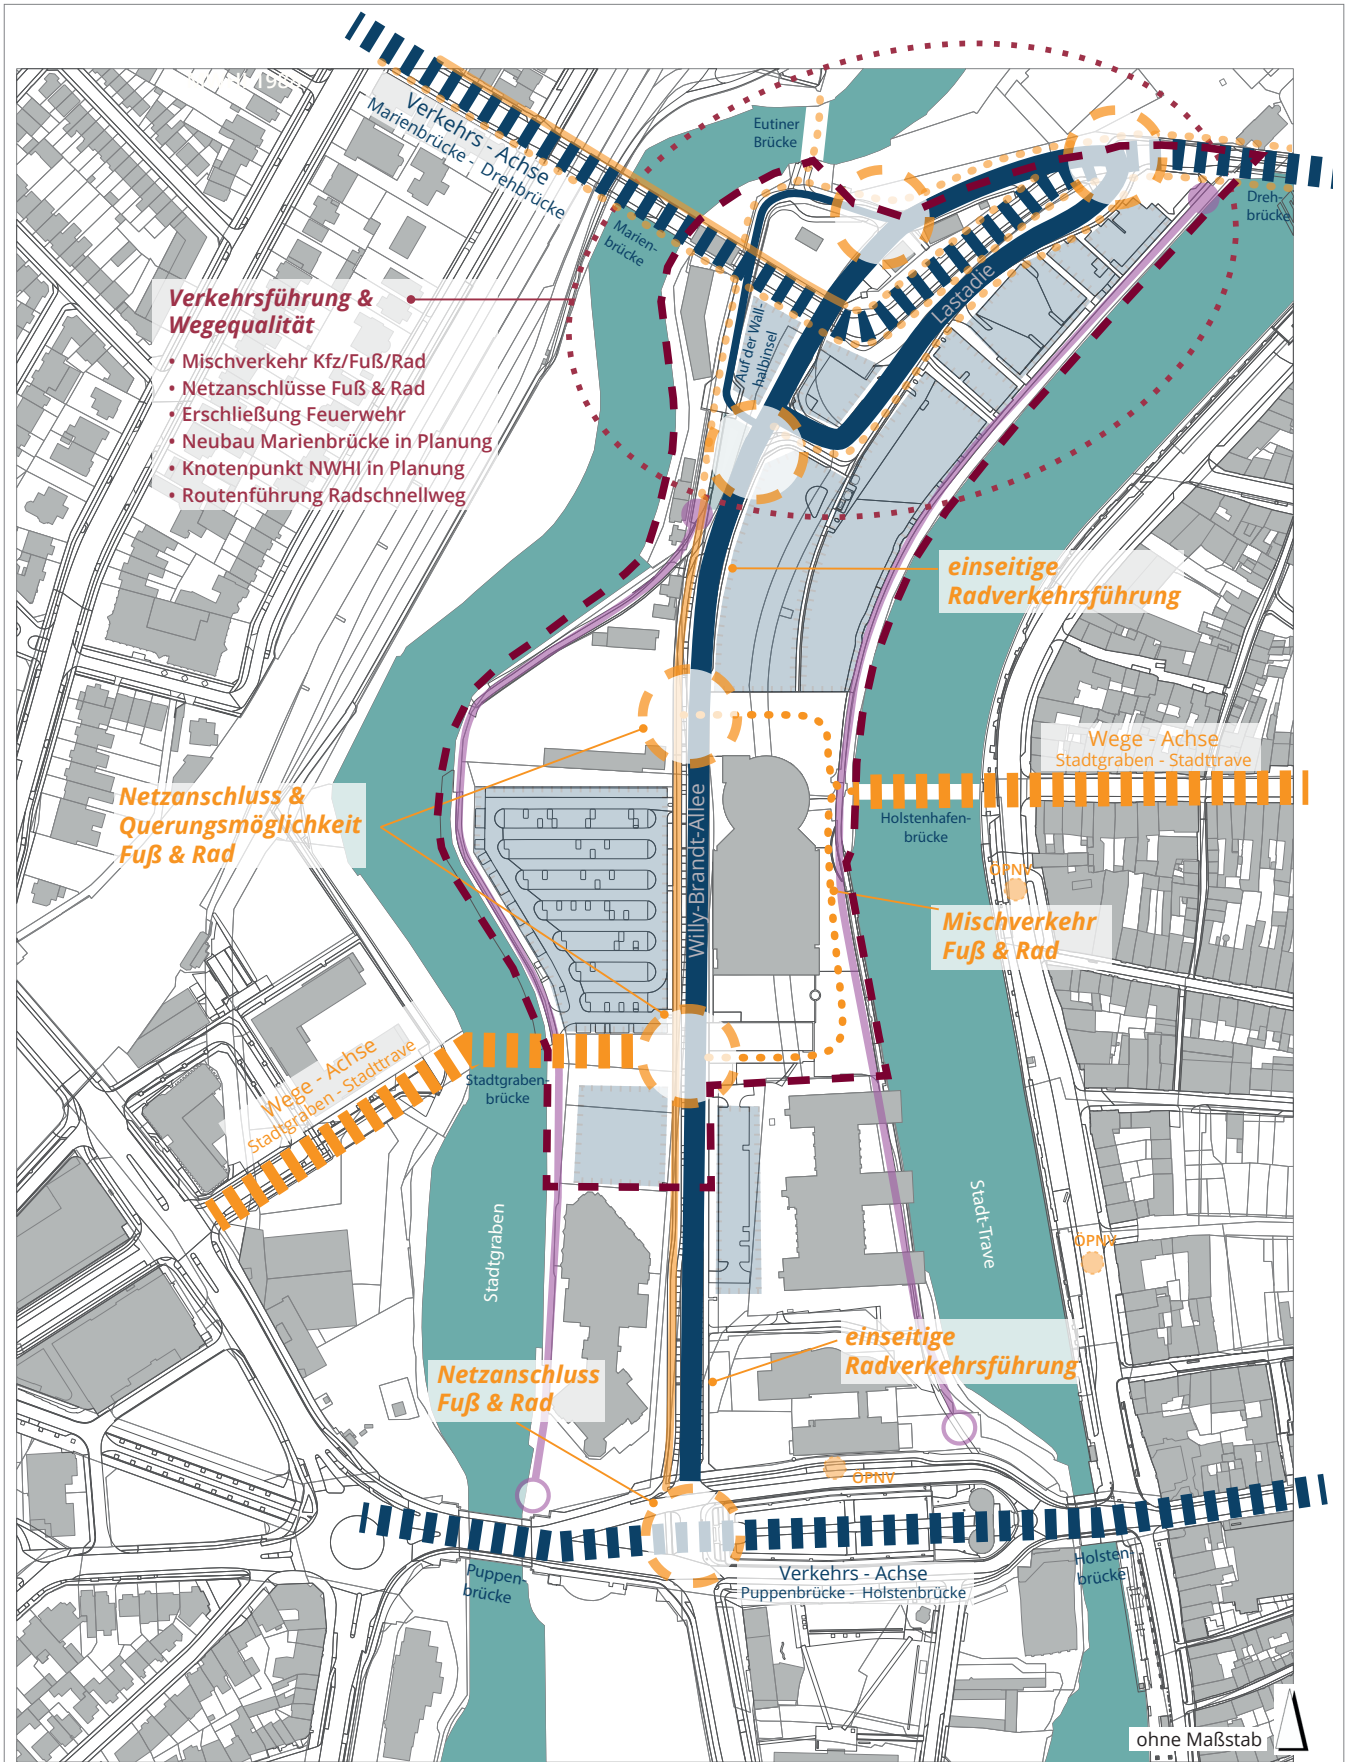 Verkehrs - Achse
Marienbrücke - Drehbrücke
Eutiner
Brücke
Dreh-
brücke
Marien-
brücke
Verkehrsführung &
Wegequalität
• Mischverkehr Kfz/Fuß/Rad
• Netzanschlüsse Fuß & Rad
• Erschließung Feuerwehr
• Neubau Marienbrücke in Planung
• Knotenpunkt NWHI in Planung
• Routenführung Radschnellweg
Lastadie
Auf der Wall-
halbinsel
einseitige
Radverkehrsführung
Wege - Achse
Stadtgraben - Stadttrave
Netzanschluss &
Querungsmöglichkeit
Fuß & Rad
Willy-Brandt-Allee
Holstenhafen-
brücke
ÖPNV
Mischverkehr
Fuß & Rad
Wege - Achse
Stadtgraben - Stadttrave
Stadtgraben-
brücke
Stadtgraben
Stadt-Trave
ÖPNV
einseitige
Radverkehrsführung
Netzanschluss
Fuß & Rad
ÖPNV
Puppen-
brücke
Verkehrs - Achse
Puppenbrücke - Holstenbrücke
Holsten-
brücke
ohne Maßstab